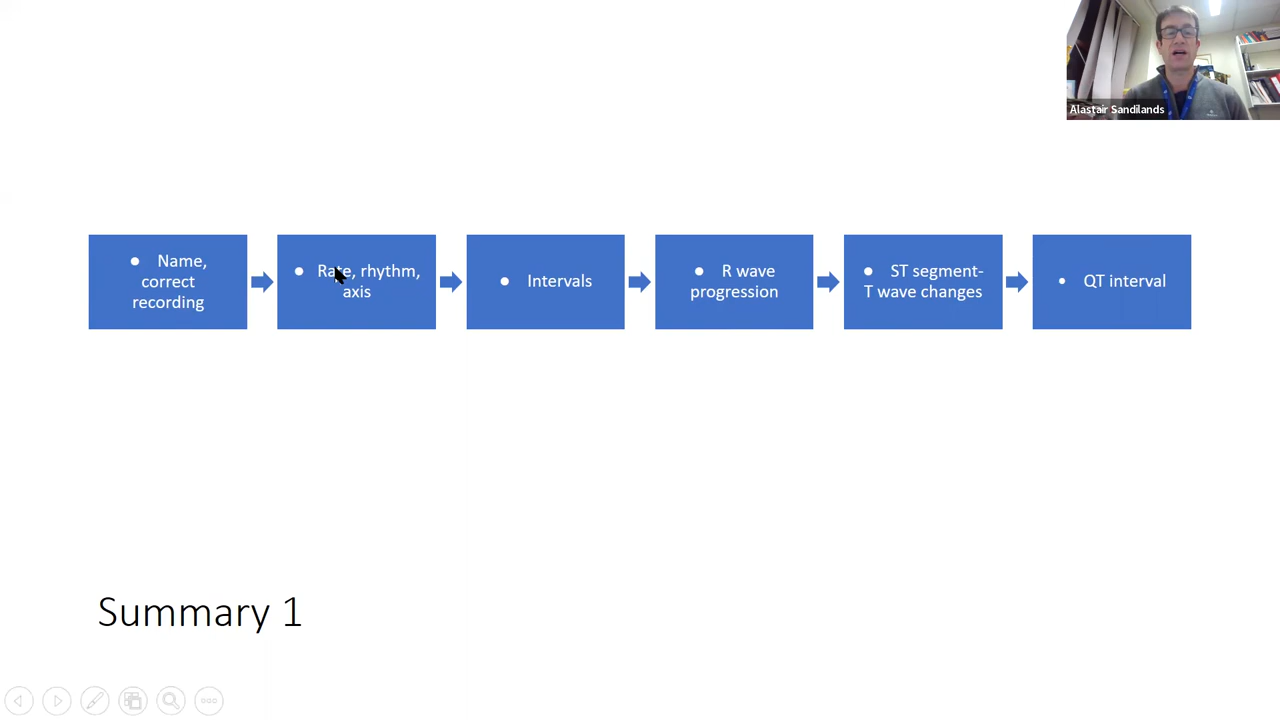 Alastair Sandilands
• Name,
correct
recording
• Rate, rhythm,
axis
• Intervals
• R wave
progression
• ST segment-
T wave changes
• QT interval
Summary 1